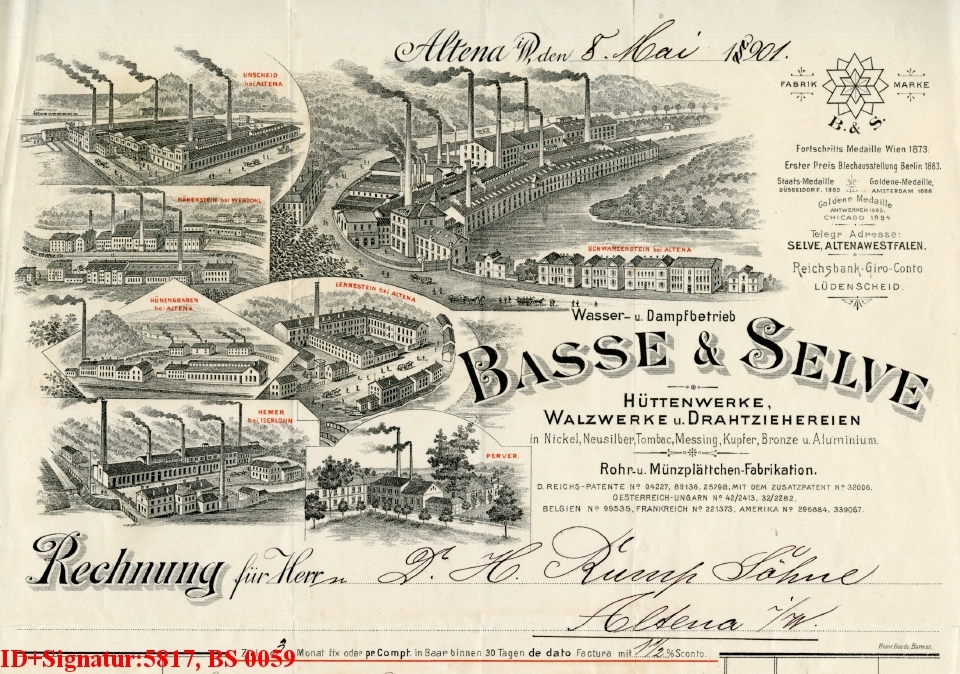 Altena i/W, den 8. Mai 1901.
UNSCHEID
bei ALTENA
BÄRENSTEIN bei WERDOHL
HÜNENGRABEN
bei ALTENA
LENNESTEIN bei ALTENA
SCHWARZENSTEIN bei ALTENA
HEMER
bei ISERLOHN
PERVER.
FABRIK MARKE
B. & S.
Fortschritts Medaille Wien 1873.
Erster Preis Blechausstellung Berlin 1883.
Staats-Medaille Goldene-Medaille,
DÜSSELDORF. 1880 AMSTERDAM 1886
Goldene Medaille
ANTWERPEN 1885.
CHICAGO 1894
Telegr. Adresse:
SELVE, ALTENAWESTFALEN.
Reichsbank-Giro-Conto
LÜDENSCHEID.
Wasser- u. Dampfbetrieb
BASSE & SELVE
HÜTTENWERKE,
WALZWERKE u. DRAHTZIEHEREIEN
in Nickel, Neusilber, Tombac, Messing, Kupfer, Bronze u. Aluminium.
Rohr- u. Münzplättchen-Fabrikation.
D. REICHS-PATENTE Nº 94227, 89136, 25798, MIT DEM ZUSATZPATENT Nº 32006,
OESTERREICH-UNGARN Nº 42/2413, 32/2282,
BELGIEN Nº 99535, FRANKREICH Nº 221373, AMERIKA Nº 296884, 339067.
Rechnung für Herrn Dr. H. Rump Söhne
Altena i/W.
3 Monat fix oder pr Compt. in Baar binnen 30 Tagen de dato Factura mit 1 1/2 % Sconto.
ID+Signatur:5817, BS 0059